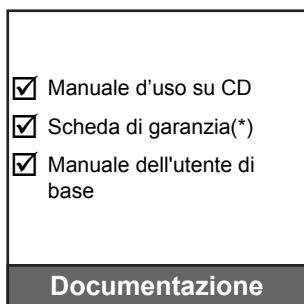 Manuale d’uso su CD
Scheda di garanzia(*)
Manuale dell'utente di
base
Documentazione